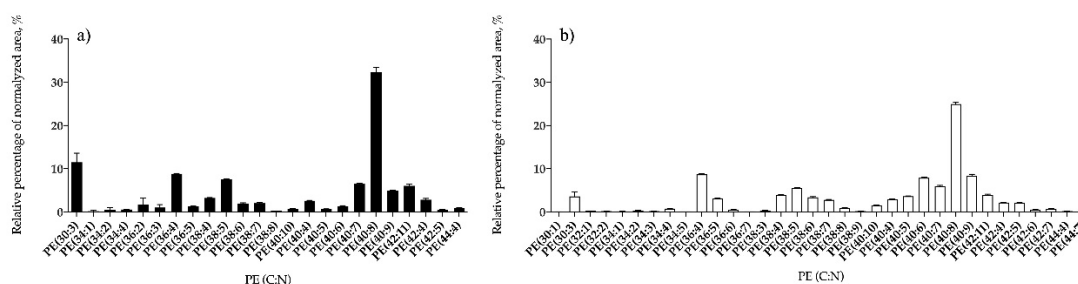 a)
Relative percentage of normalized area, %
40
30
20
10
0
PE(30:3)
PE(34:1)
PE(34:2)
PE(34:4)
PE(36:2)
PE(36:3)
PE(36:4)
PE(36:5)
PE(38:4)
PE(38:5)
PE(38:6)
PE(38:7)
PE(38:8)
PE(40:10)
PE(40:4)
PE(40:5)
PE(40:6)
PE(40:7)
PE(40:8)
PE(40:9)
PE(42:11)
PE(42:4)
PE(42:5)
PE(44:4)
PE (C:N)
b)
Relative percentage of normalized area, %
40
30
20
10
0
PE(30:1)
PE(30:3)
PE(32:1)
PE(32:2)
PE(34:1)
PE(34:2)
PE(34:3)
PE(34:4)
PE(34:5)
PE(36:4)
PE(36:5)
PE(36:6)
PE(36:7)
PE(38:3)
PE(38:4)
PE(38:5)
PE(38:6)
PE(38:7)
PE(38:8)
PE(38:9)
PE(40:10)
PE(40:4)
PE(40:5)
PE(40:6)
PE(40:7)
PE(40:8)
PE(40:9)
PE(42:11)
PE(42:4)
PE(42:5)
PE(42:6)
PE(42:7)
PE(44:4)
PE (C:N)